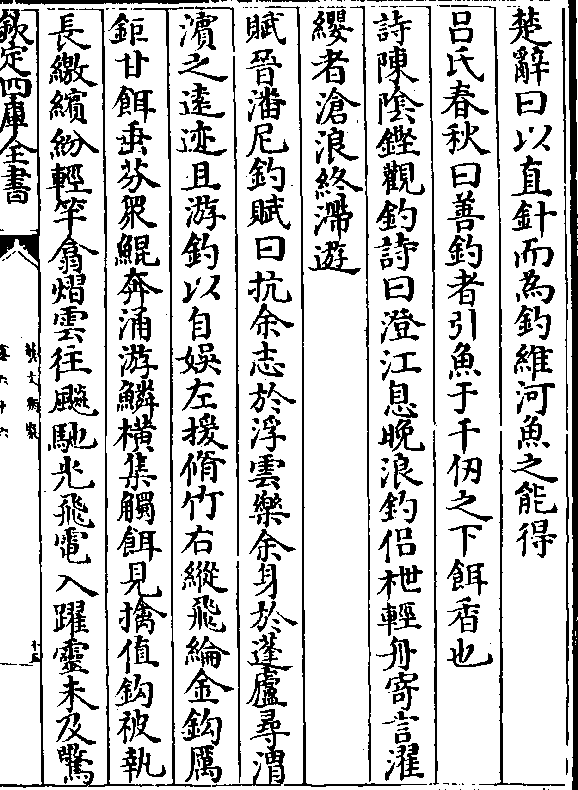 楚辭曰以直針而為釣維河魚之能得
呂氏春秋曰善釣者引魚于千仞之下餌香也
詩陳陰鏗觀釣詩曰澄江息晚浪釣侶枻輕舟寄言濯
纓者滄浪終滯遊
賦晉潘尼釣賦曰抗余志於浮雲樂余身於蓬廬尋渭
濱之遠迹且游釣以自娛左援脩竹右縱飛綸金鈎厲
鉅甘餌垂芬衆鯤奔涌游鱗橫集觸餌見擒值鈎被執
長繳繽紛輕竿翕熠雲往飈馳光飛電入躍靈未及驚
欽定四庫全書
藝文類聚
卷六十六